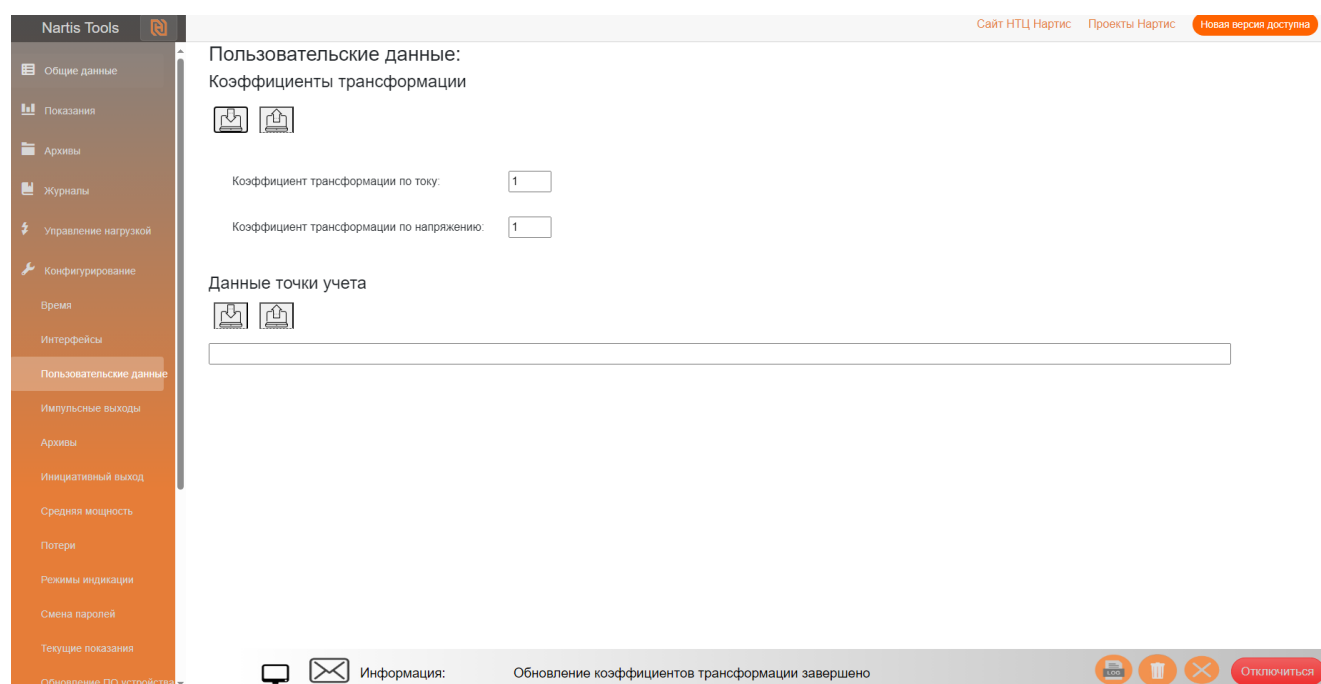 Nartis Tools
Сайт НТЦ Нартис Проекты Нартис Новая версия доступна
Общие данные
Показания
Архивы
Журналы
Управление нагрузкой
Конфигурирование
Время
Интерфейсы
Пользовательские данные
Импульсные выходы
Архивы
Инициативный выход
Средняя мощность
Потери
Режимы индикации
Смена паролей
Текущие показания
Обновление ПО устройства
Пользовательские данные:
Коэффициенты трансформации
Коэффициент трансформации по току: 1
Коэффициент трансформации по напряжению: 1
Данные точки учета
Информация: Обновление коэффициентов трансформации завершено
LOG
Отключиться